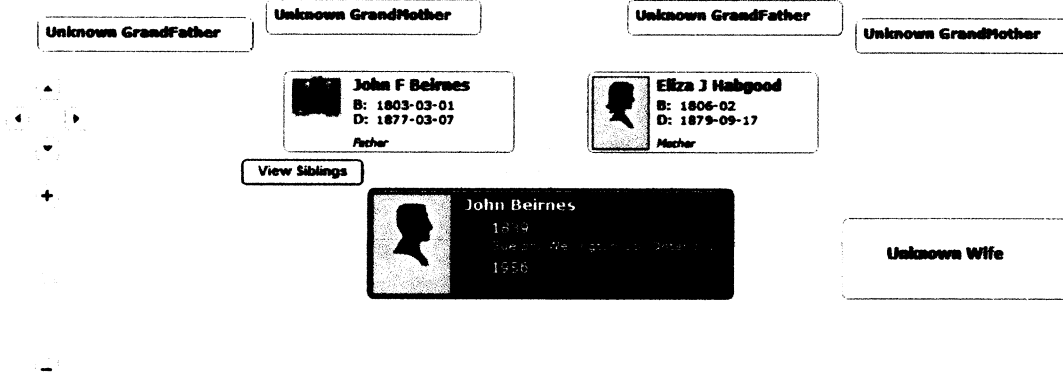 Unknown GrandFather
Unknown GrandMother
Unknown GrandFather
Unknown GrandMother
John F Beirnes
B: 1803-03-01
D: 1877-03-07
Father
Eliza J Habgood
B: 1806-02
D: 1879-09-17
Mother
View Siblings
John Beirnes
1839
Unknown Wife